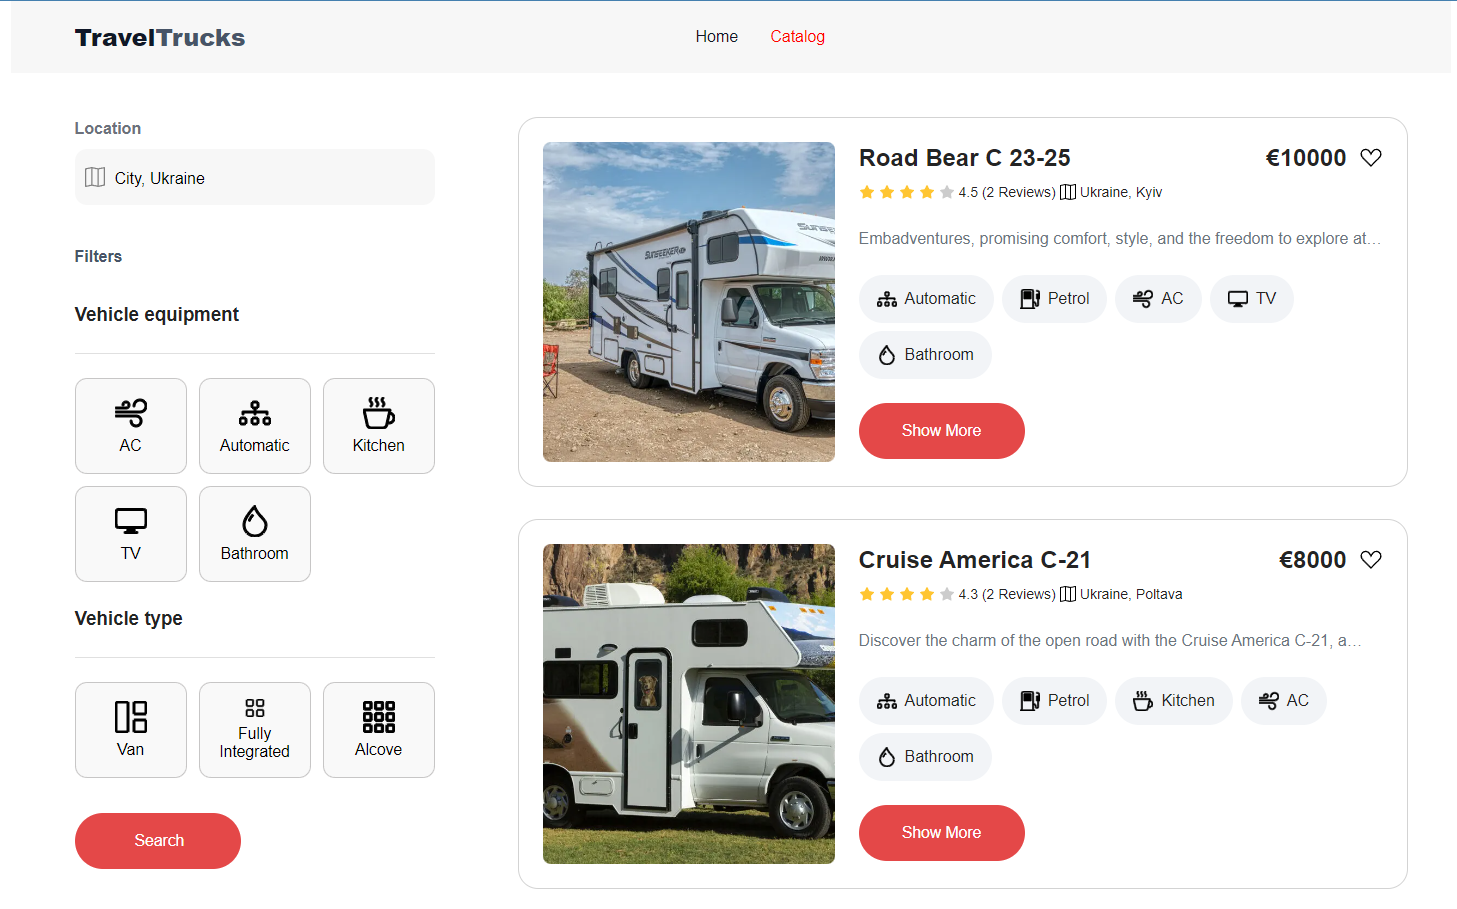 TravelTrucks
Home Catalog
Location
City, Ukraine
Filters
Vehicle equipment
AC
Automatic
Kitchen
TV
Bathroom
Vehicle type
Van
Fully
Integrated
Alcove
Search
Road Bear C 23-25
€10000
4.5 (2 Reviews) Ukraine, Kyiv
Embadventures, promising comfort, style, and the freedom to explore at...
Automatic Petrol AC TV
Bathroom
Show More
SUNSEEKER
Cruise America C-21
€8000
4.3 (2 Reviews) Ukraine, Poltava
Discover the charm of the open road with the Cruise America C-21, a...
Automatic Petrol Kitchen AC
Bathroom
Show More